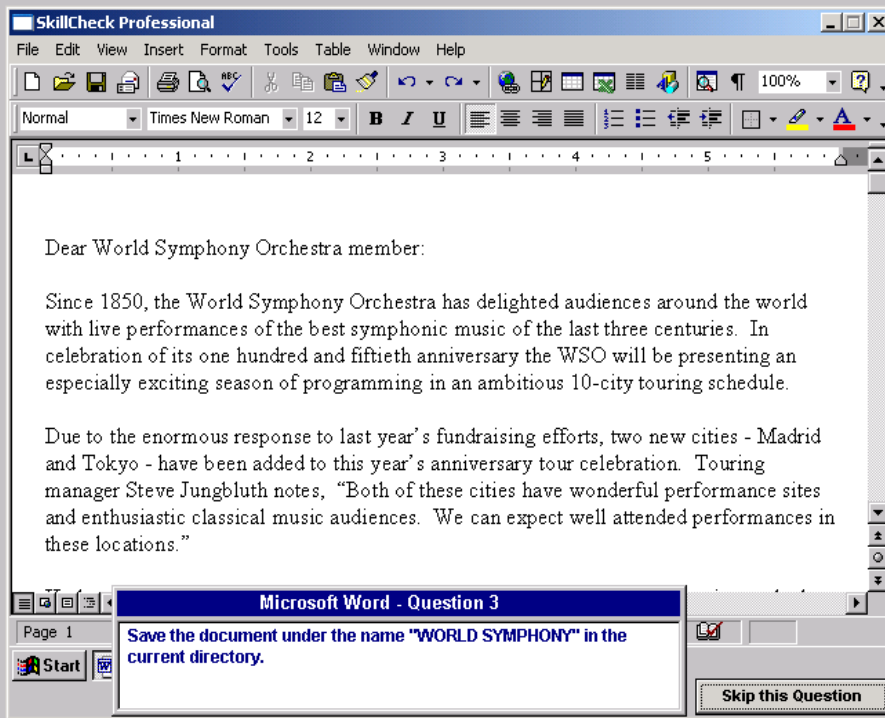 SkillCheck Professional
File Edit View Insert Format Tools Table Window Help
ABC ¶ 100%
Normal Times New Roman 12 B I U A
L 1 2 3 4 5
Dear World Symphony Orchestra member:
Since 1850, the World Symphony Orchestra has delighted audiences around the world
with live performances of the best symphonic music of the last three centuries. In
celebration of its one hundred and fiftieth anniversary the WSO will be presenting an
especially exciting season of programming in an ambitious 10-city touring schedule.
Due to the enormous response to last year’s fundraising efforts, two new cities - Madrid
and Tokyo - have been added to this year’s anniversary tour celebration. Touring
manager Steve Jungbluth notes, “Both of these cities have wonderful performance sites
and enthusiastic classical music audiences. We can expect well attended performances in
these locations.”
Microsoft Word - Question 3
Page 1
Save the document under the name "WORLD SYMPHONY" in the
current directory.
Start
Skip this Question